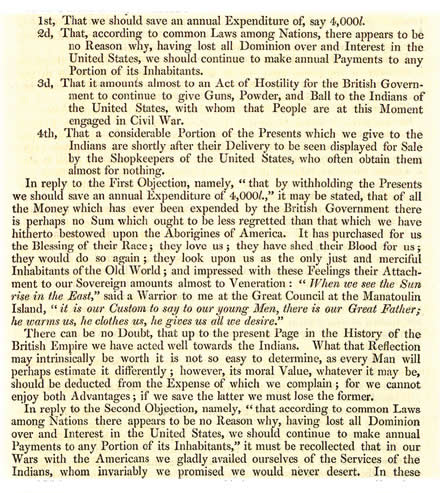 1st, That we should save an annual Expenditure of, say 4,000l.
2d, That, according to common Laws among Nations, there appears to be
no Reason why, having lost all Dominion over and Interest in the
United States, we should continue to make annual Payments to any
Portion of its Inhabitants.
3d, That it amounts almost to an Act of Hostility for the British Govern-
ment to continue to give Guns, Powder, and Ball to the Indians of
the United States, with whom that People are at this Moment
engaged in Civil War.
4th, That a considerable Portion of the Presents which we give to the
Indians are shortly after their Delivery to be seen displayed for Sale
by the Shopkeepers of the United States, who often obtain them
almost for nothing.
In reply to the First Objection, namely, “ that by withholding the Presents
we should save an annual Expenditure of 4,000l.,” it may be stated, that of all
the Money which has ever been expended by the British Government there
is perhaps no Sum which ought to be less regretted than that which we have
hitherto bestowed upon the Aborigines of America. It has purchased for us
the Blessing of their Race ; they love us ; they have shed their Blood for us ;
they would do so again ; they look upon us as the only just and merciful
Inhabitants of the Old World ; and impressed with these Feelings their Attach-
ment to our Sovereign amounts almost to Veneration : “ When we see the Sun
rise in the East,” said a Warrior to me at the Great Council at the Manatoulin
Island, “ it is our Custom to say to our young Men, there is our Great Father ;
he warms us, he clothes us, he gives us all we desire.”
There can be no Doubt, that up to the present Page in the History of the
British Empire we have acted well towards the Indians. What that Reflection
may intrinsically be worth it is not so easy to determine, as every Man will
perhaps estimate it differently ; however, its moral Value, whatever it may be,
should be deducted from the Expense of which we complain ; for we cannot
enjoy both Advantages ; if we save the latter we must lose the former.
In reply to the Second Objection, namely, “ that according to common Laws
among Nations there appears to be no Reason why, having lost all Dominion
over and Interest in the United States, we should continue to make annual
Payments to any Portion of its Inhabitants,” it must be recollected that in our
Wars with the Americans we gladly availed ourselves of the Services of the
Indians, whom invariably we promised we would never desert. In these